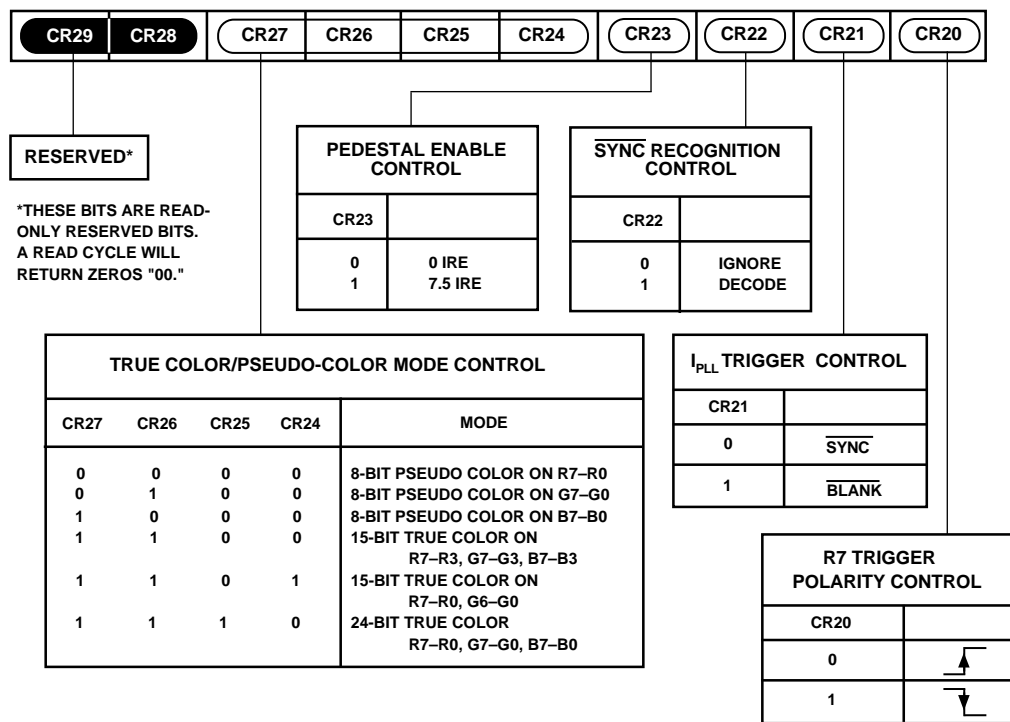 CR29 CR28 CR27 CR26 CR25 CR24 CR23 CR22 CR21 CR20
RESERVED*
*THESE BITS ARE READ-
ONLY RESERVED BITS.
A READ CYCLE WILL
RETURN ZEROS "00."
PEDESTAL ENABLE
CONTROL
CR23
0 0 IRE
1 7.5 IRE
SYNC RECOGNITION
CONTROL
CR22
0 IGNORE
1 DECODE
TRUE COLOR/PSEUDO-COLOR MODE CONTROL
CR27 CR26 CR25 CR24 MODE
0 0 0 0 8-BIT PSEUDO COLOR ON R7–R0
0 1 0 0 8-BIT PSEUDO COLOR ON G7–G0
1 0 0 0 8-BIT PSEUDO COLOR ON B7–B0
1 1 0 0 15-BIT TRUE COLOR ON
R7–R3, G7–G3, B7–B3
1 1 0 1 15-BIT TRUE COLOR ON
R7–R0, G6–G0
1 1 1 0 24-BIT TRUE COLOR
R7–R0, G7–G0, B7–B0
IPLL TRIGGER CONTROL
CR21
0 SYNC
1 BLANK
R7 TRIGGER
POLARITY CONTROL
CR20
0
1